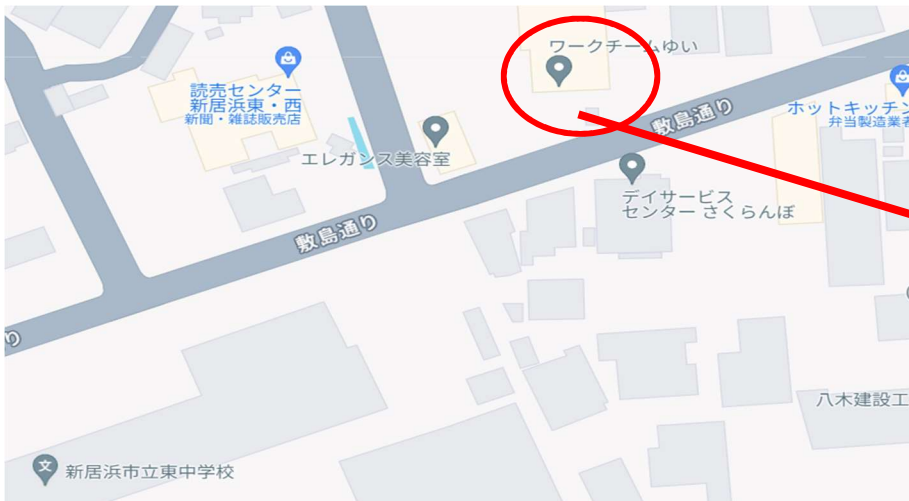 ワークチームゆい
読売センター
新居浜東・西
新聞・雑誌販売店
エレガンス美容室
敷島通り
ホットキッチン
弁当製造業者
デイサービス
センター さくらんぼ
敷島通り
り
八木建設工
新居浜市立東中学校
文